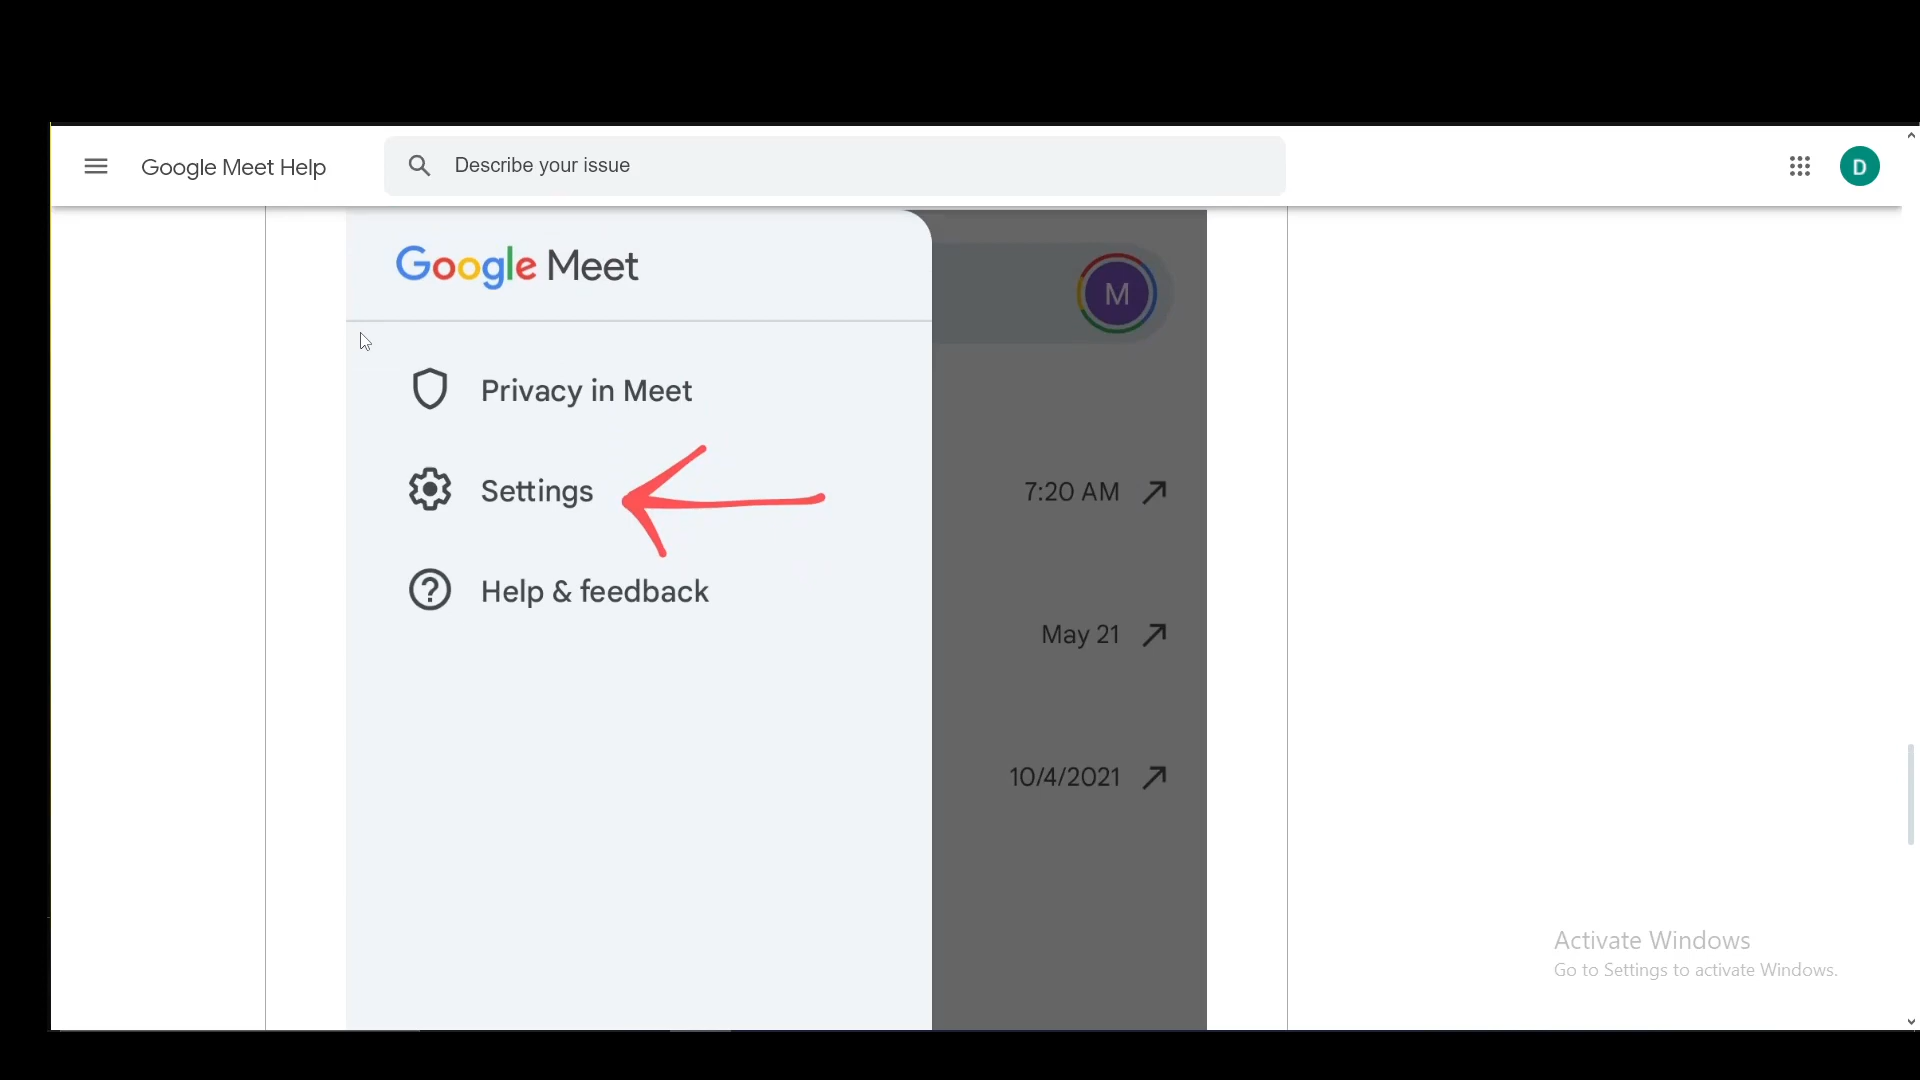 Google Meet Help
Describe your issue
D
Google Meet
M
Privacy in Meet
Settings
7:20 AM
Help & feedback
May 21
10/4/2021
Activate Windows
Go to Settings to activate Windows.